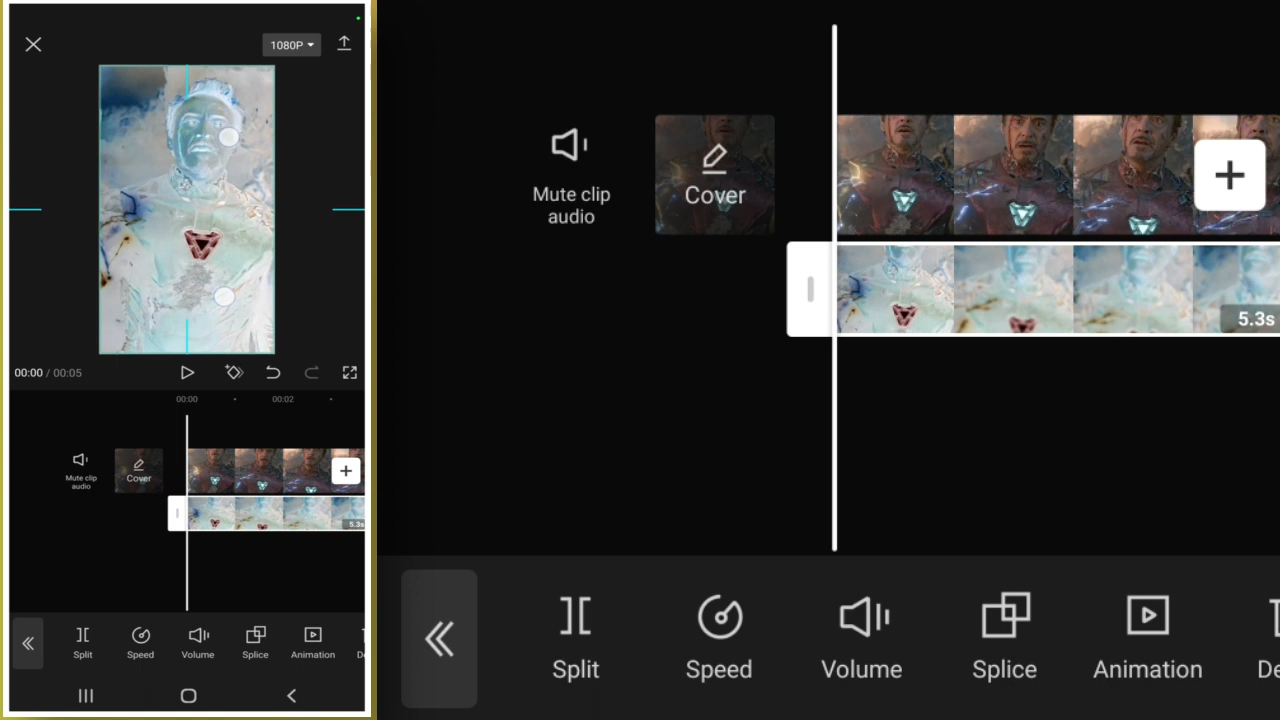 1080P
00:00 / 00:05
00:00
00:02
Mute clip
audio
Cover
5.3s
Split
Speed
Volume
Splice
Animation
Mute clip
audio
Cover
5.3s
Split
Speed
Volume
Splice
Animation